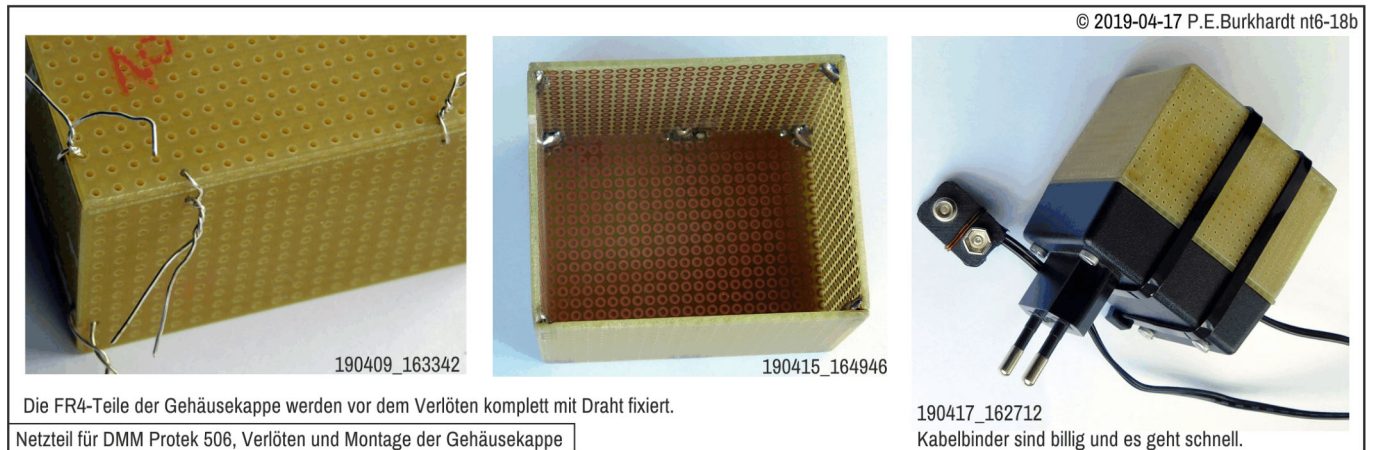 © 2019-04-17 P.E.Burkhardt nt6-18b
190409_163342
190415_164946
Die FR4-Teile der Gehäusekappe werden vor dem Verlöten komplett mit Draht fixiert.
190417_162712
Kabelbinder sind billig und es geht schnell.
Netzteil für DMM Protek 506, Verlöten und Montage der Gehäusekappe